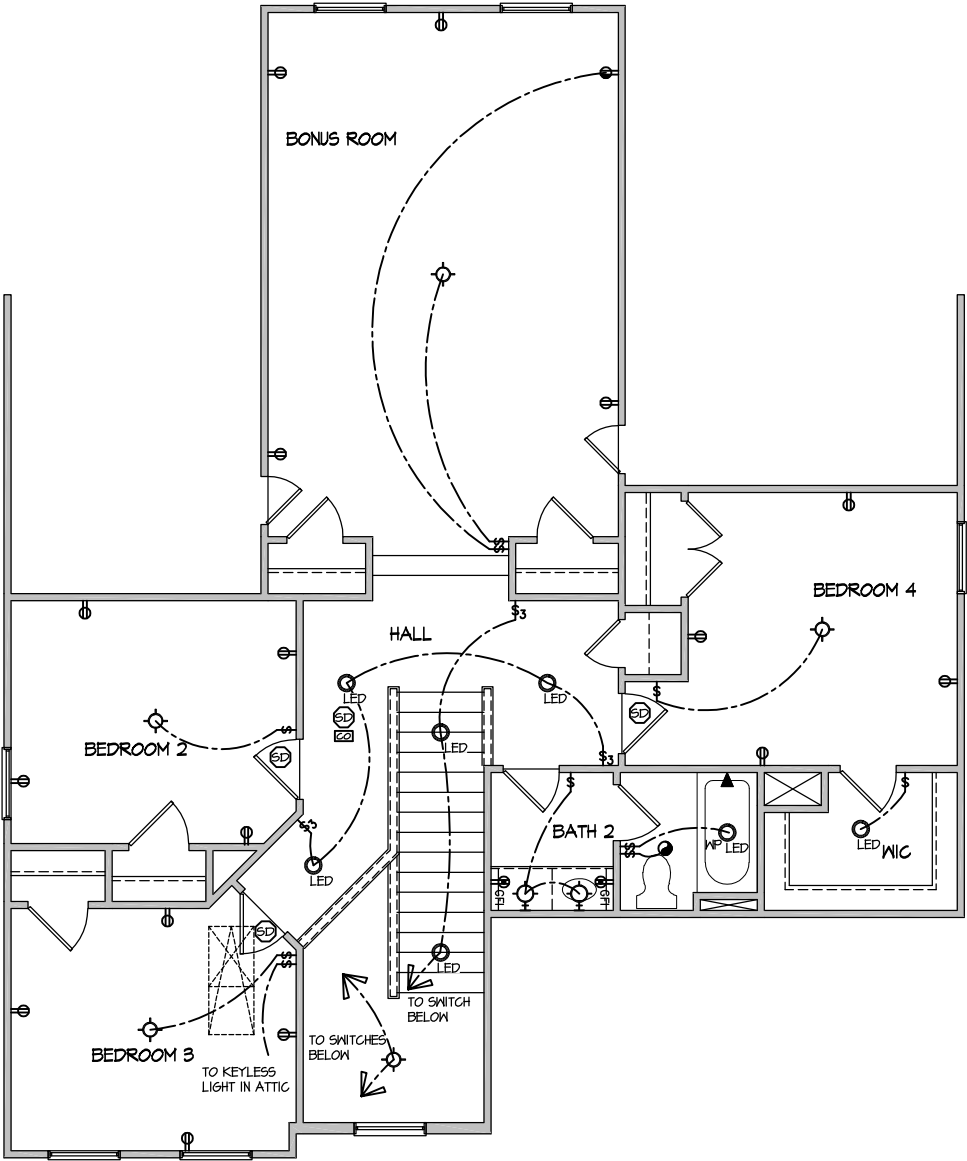 BONUS ROOM
BEDROOM 4
$3
HALL
$
LED
LED
SD
SD
CO
LED
$
BEDROOM 2
SD
$3
$
$
BATH 2
LED
WP
LED
WIC
$3
$$
LED
GFI
GFI
SD
$$
LED
TO SWITCH
BELOW
BEDROOM 3
TO SWITCHES
BELOW
TO KEYLESS
LIGHT IN ATTIC
$$